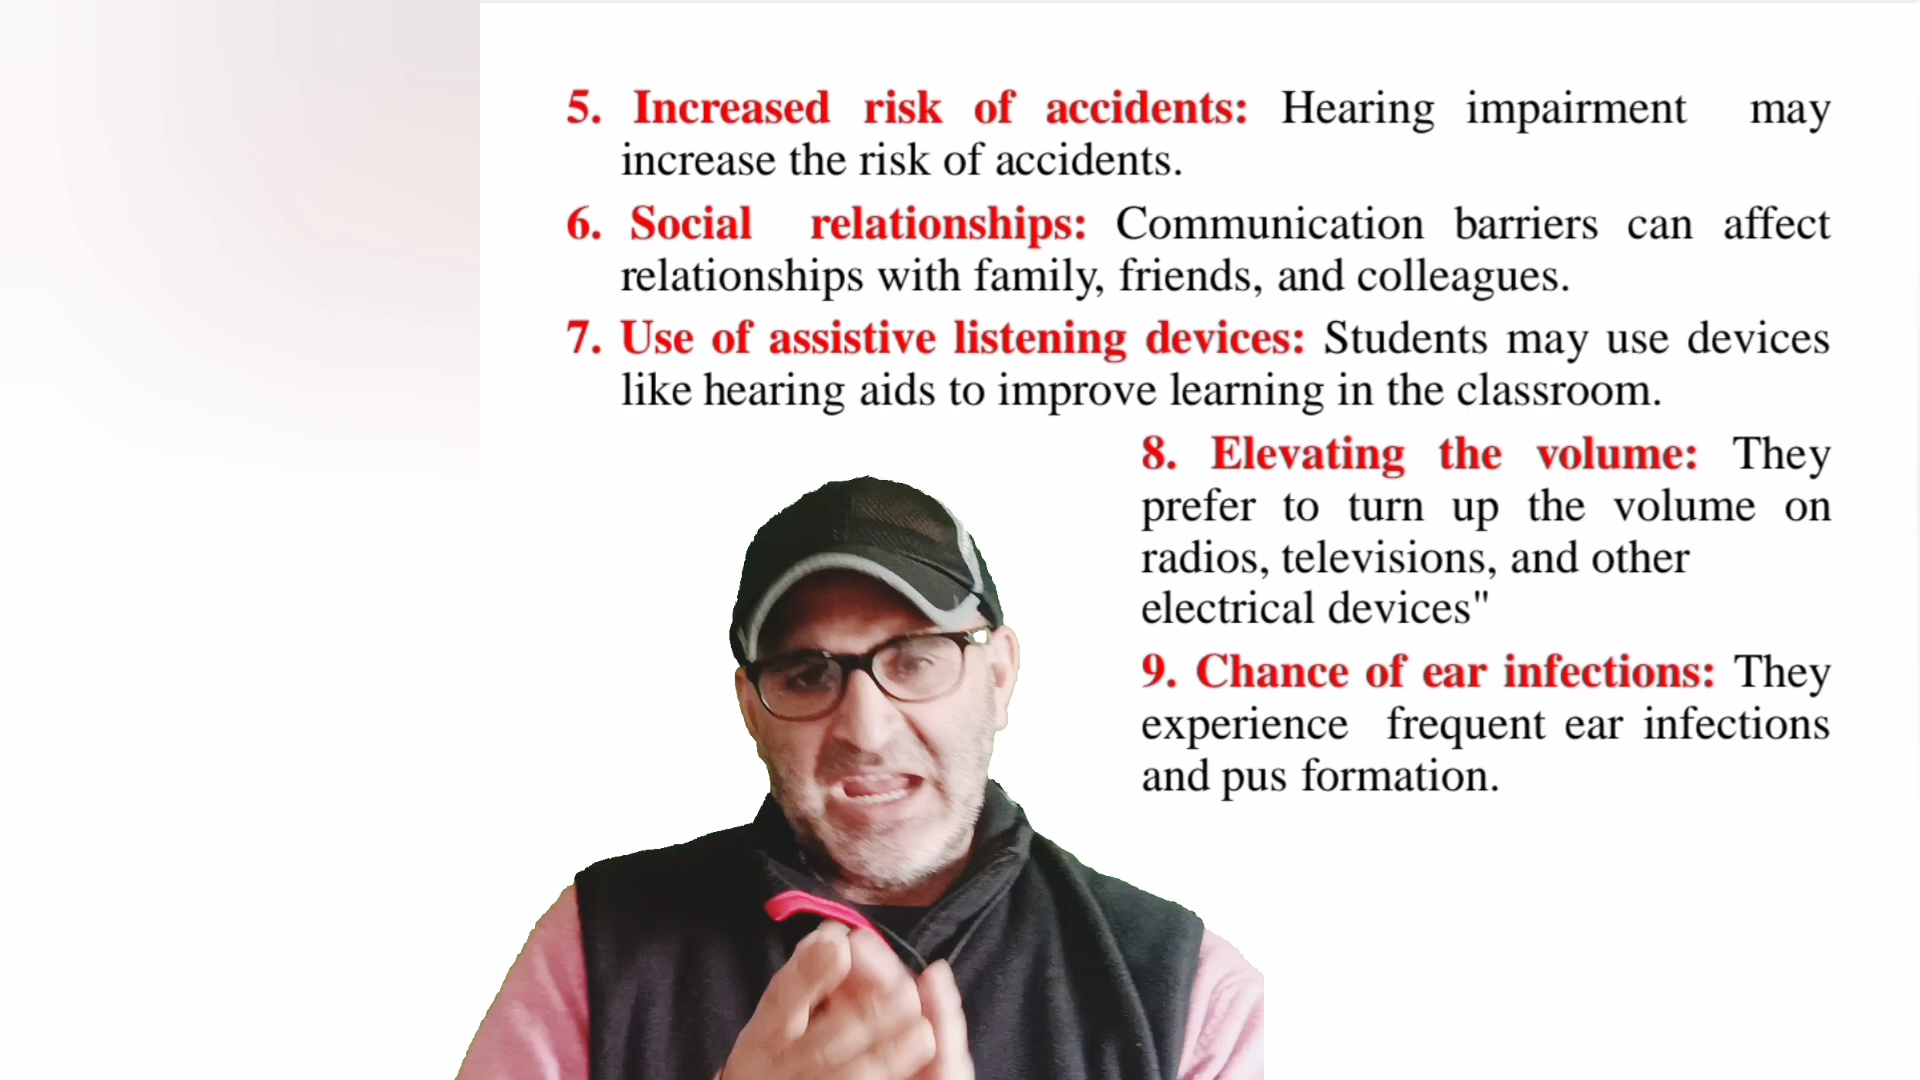 5. Increased risk of accidents: Hearing impairment may
increase the risk of accidents.
6. Social relationships: Communication barriers can affect
relationships with family, friends, and colleagues.
7. Use of assistive listening devices: Students may use devices
like hearing aids to improve learning in the classroom.
8. Elevating the volume: They
prefer to turn up the volume on
radios, televisions, and other
electrical devices"
9. Chance of ear infections: They
experience frequent ear infections
and pus formation.